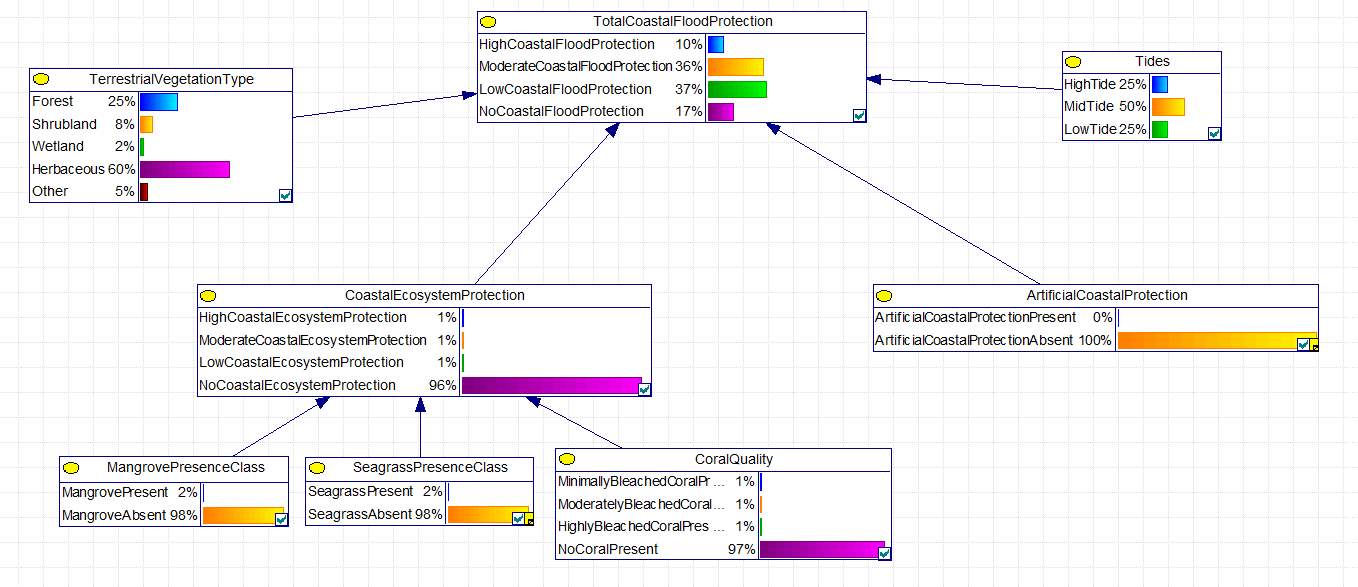 TotalCoastalFloodProtection
HighCoastalFloodProtection 10%
ModerateCoastalFloodProtection 36%
LowCoastalFloodProtection 37%
NoCoastalFloodProtection 17%
Tides
HighTide 25%
MidTide 50%
LowTide 25%
TerrestrialVegetationType
Forest 25%
Shrubland 8%
Wetland 2%
Herbaceous 60%
Other 5%
CoastalEcosystemProtection
HighCoastalEcosystemProtection 1%
ModerateCoastalEcosystemProtection 1%
LowCoastalEcosystemProtection 1%
NoCoastalEcosystemProtection 96%
ArtificialCoastalProtection
ArtificialCoastalProtectionPresent 0%
ArtificialCoastalProtectionAbsent 100%
MangrovePresenceClass
MangrovePresent 2%
MangroveAbsent 98%
SeagrassPresenceClass
SeagrassPresent 2%
SeagrassAbsent 98%
CoralQuality
MinimallyBleachedCoralPr ... 1%
ModeratelyBleachedCoral... 1%
HighlyBleachedCoralPres ... 1%
NoCoralPresent 97%